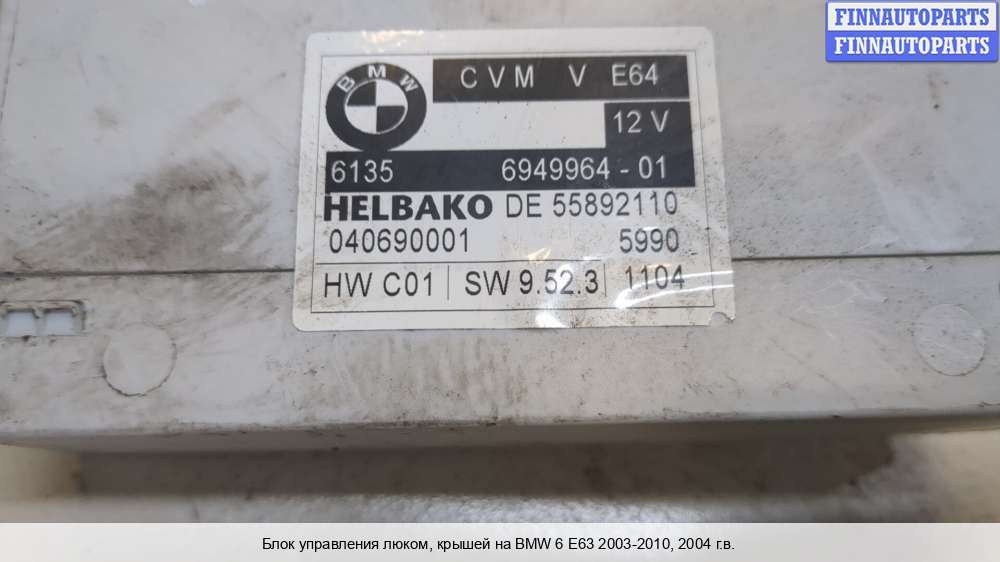 FINNAUTOPARTS
FINNAUTOPARTS
BMW
CVM V E64
12 V
6135 6949964 - 01
HELBAKO DE 55892110
040690001 5990
HW C01 | SW 9.52.3 | 1104
Блок управления люком, крышей на BMW 6 E63 2003-2010, 2004 г.в.